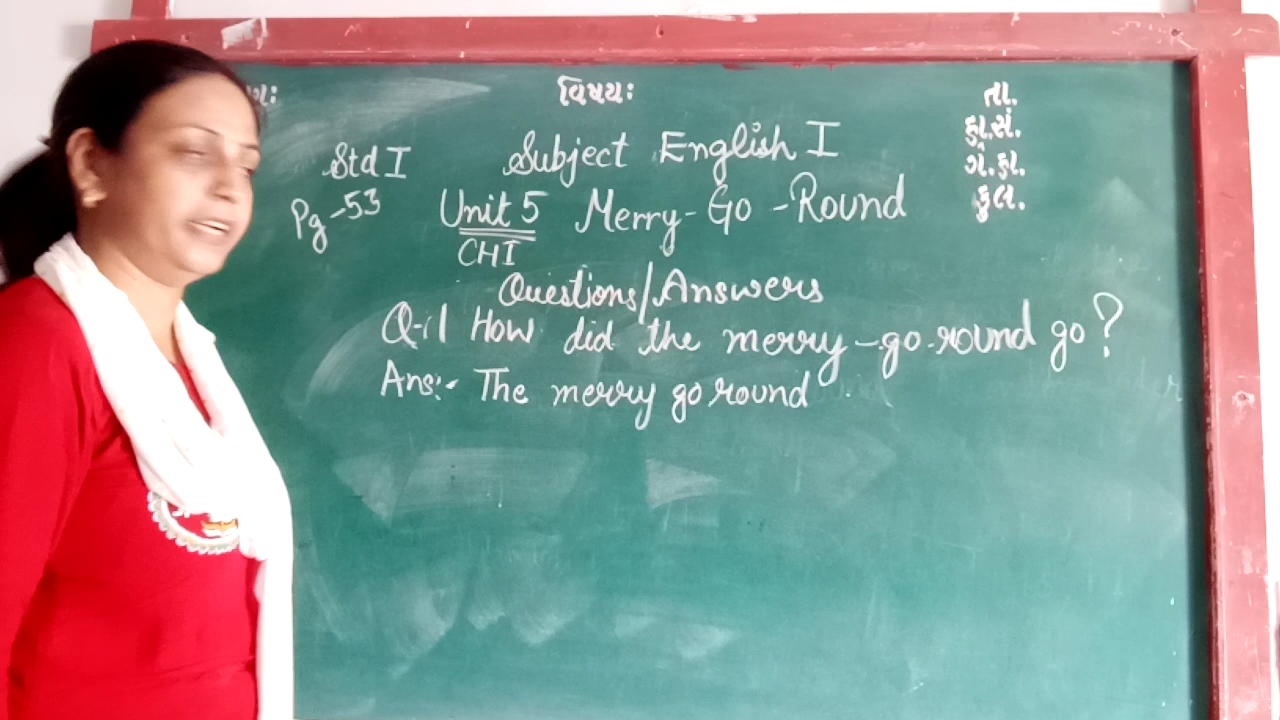 વિષય:
તા.
કુા.સં.
ગે.હા.
કુલ.
Std I Subject English I
Pg-53 Unit 5 Merry-Go-Round
CH I
Questions/Answers
Q-1) How did the merry-go-round go?
Ans:- The merry go round